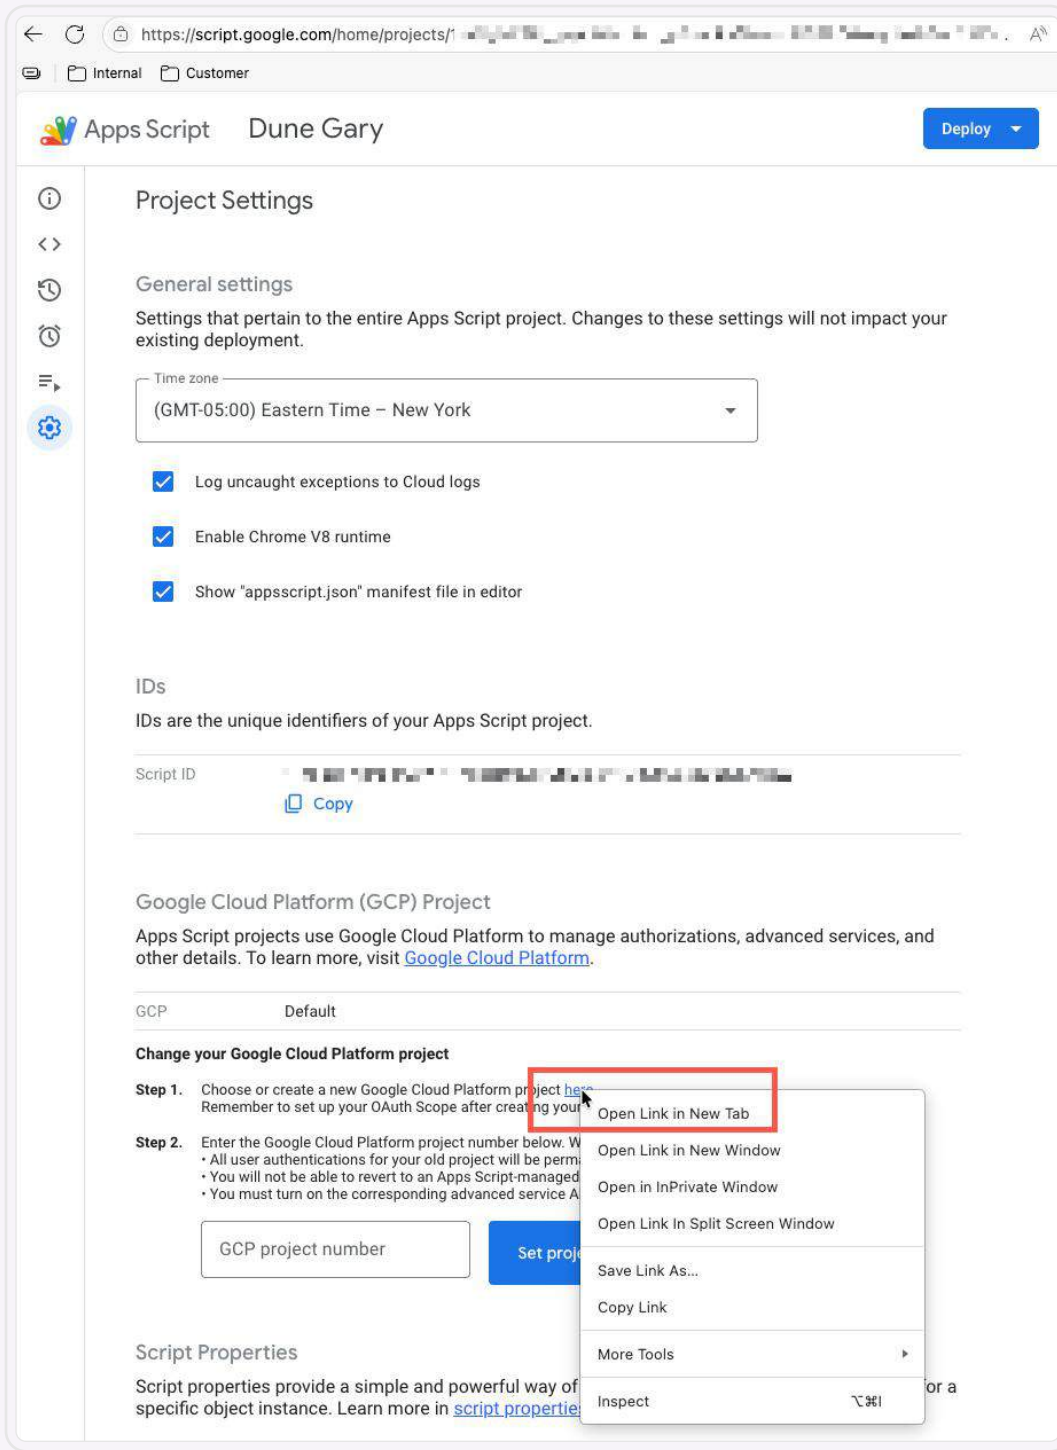 https://script.google.com/home/projects/
Internal Customer
Apps Script Dune Gary Deploy
Project Settings
General settings
Settings that pertain to the entire Apps Script project. Changes to these settings will not impact your
existing deployment.
Time zone
(GMT-05:00) Eastern Time – New York
Log uncaught exceptions to Cloud logs
Enable Chrome V8 runtime
Show "appsscript.json" manifest file in editor
IDs
IDs are the unique identifiers of your Apps Script project.
Script ID
Copy
Google Cloud Platform (GCP) Project
Apps Script projects use Google Cloud Platform to manage authorizations, advanced services, and
other details. To learn more, visit Google Cloud Platform.
GCP Default
Change your Google Cloud Platform project
Step 1. Choose or create a new Google Cloud Platform project here
Remember to set up your OAuth Scope after creating your
Step 2. Enter the Google Cloud Platform project number below. W
• All user authentications for your old project will be perm
• You will not be able to revert to an Apps Script-managed
• You must turn on the corresponding advanced service A
GCP project number
Set proje
Open Link in New Tab
Open Link in New Window
Open in InPrivate Window
Open Link In Split Screen Window
Save Link As...
Copy Link
More Tools
Inspect ⌥⌘I
Script Properties
Script properties provide a simple and powerful way of or a
specific object instance. Learn more in script propertie